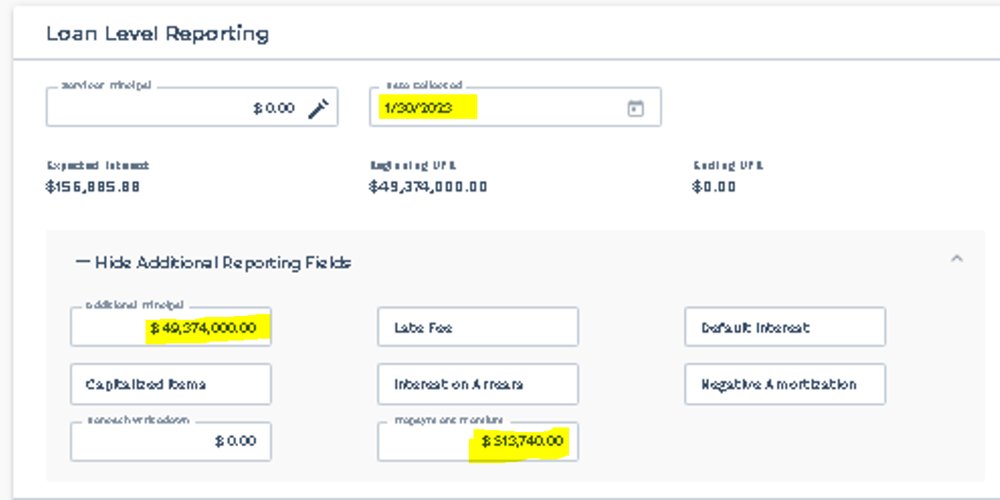 Loan Level Reporting
Servicer Principal
Date Collected
$0.00
1/30/2023
Expected Interest
Beginning UPB
Ending UPB
$156,885.88
$49,374,000.00
$0.00
— Hide Additional Reporting Fields
Additional Principal
$49,374,000.00
Late Fee
Default Interest
Capitalized Items
Interest on Arrears
Negative Amortization
Prepayment Premium
$0.00
$513,740.00